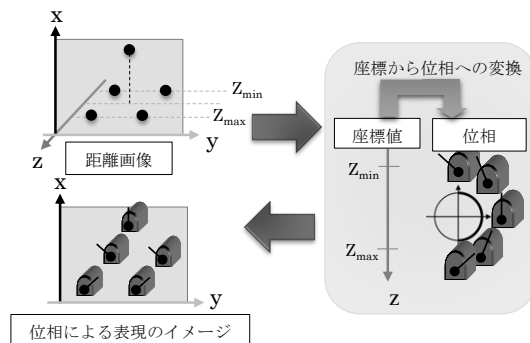 x
Zmin
Zmax
z
y
距離画像
座標から位相への変換
座標値
位相
Zmin
Zmax
z
x
y
位相による表現のイメージ